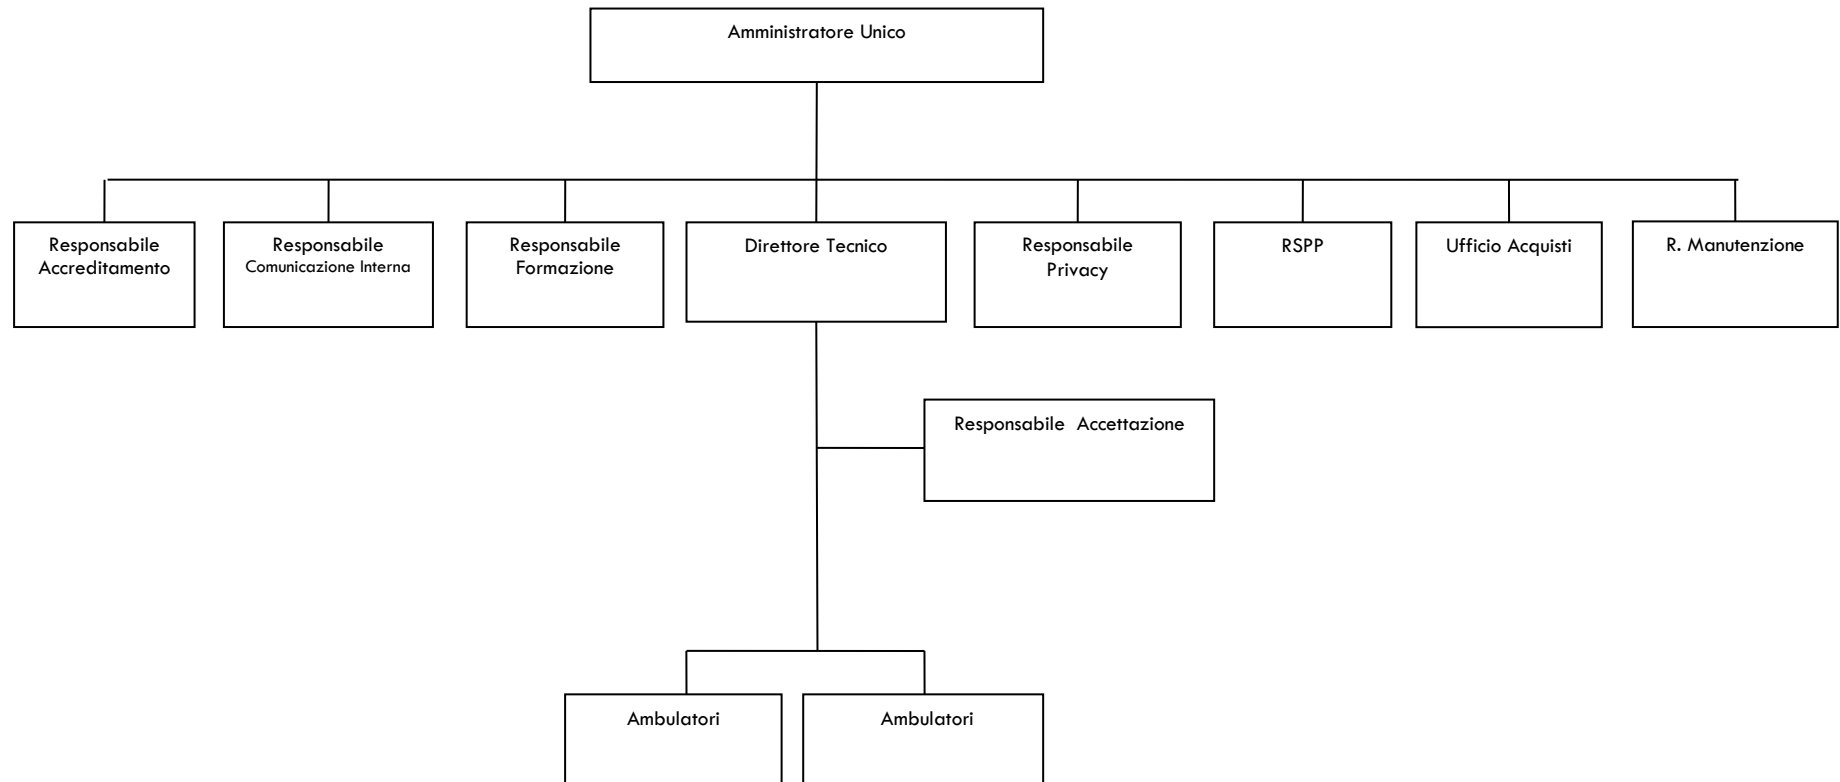 Amministratore Unico
Responsabile
Accreditamento
Responsabile
Comunicazione Interna
Responsabile
Formazione
Direttore Tecnico
Responsabile
Privacy
RSPP
Ufficio Acquisti
R. Manutenzione
Responsabile  Accettazione
Ambulatori
Ambulatori